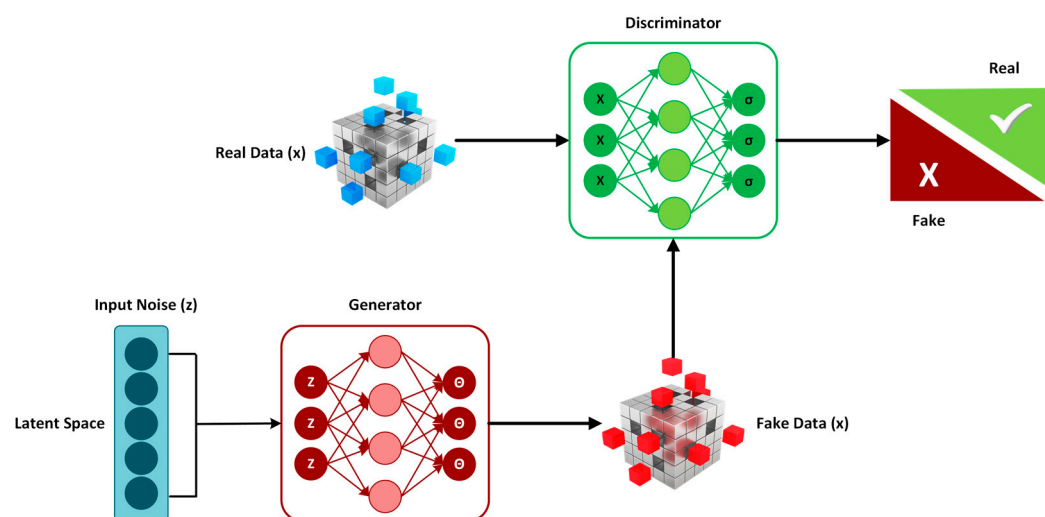 Discriminator
Real
Real Data (x)
X
X
X
σ
σ
σ
X
Fake
Input Noise (z)
Generator
Latent Space
Z
Z
Z
Θ
Θ
Θ
Fake Data (x)